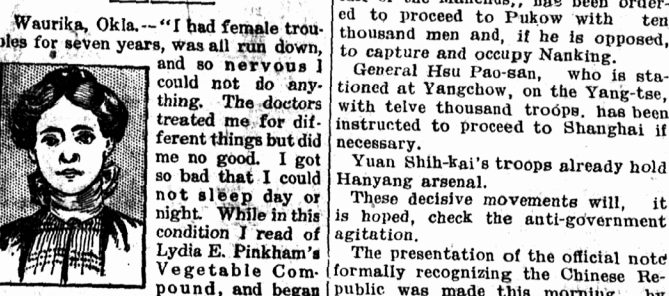 Waurika, Okla.--"I had female trou-
bles for seven years, was all run down,
and so nervous I
could not do any-
thing. The doctors
treated me for dif-
ferent things but did
me no good. I got
so bad that I could
not sleep day or
night. While in this
condition I read of
Lydia E. Pinkham's
Vegetable Com-
pound, and began
has been order-
ed to proceed to Pukow with ten
thousand men and, if he is opposed,
to capture and occupy Nanking.
General Hsu Pao-san, who is sta-
tioned at Yangchow, on the Yang-tse,
with telve thousand troops. has been
instructed to proceed to Shanghai if
necessary.
Yuan Shih-kai's troops already hold
Hanyang arsenal.
These decisive movements will, it
is hoped, check the anti-government
agitation.
The presentation of the official note
formally recognizing the Chinese Re-
public was made this morning by